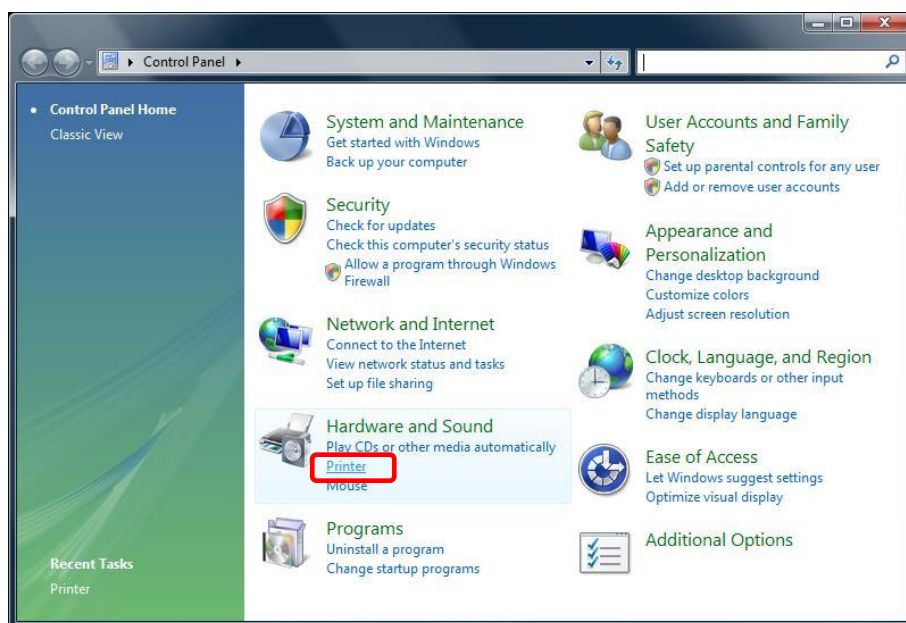 Control Panel
Control Panel Home
Classic View
Recent Tasks
Printer
System and Maintenance
Get started with Windows
Back up your computer
Security
Check for updates
Check this computer's security status
Allow a program through Windows
Firewall
Network and Internet
Connect to the Internet
View network status and tasks
Set up file sharing
Hardware and Sound
Play CDs or other media automatically
Printer
Mouse
Programs
Uninstall a program
Change startup programs
User Accounts and Family
Safety
Set up parental controls for any user
Add or remove user accounts
Appearance and
Personalization
Change desktop background
Customize colors
Adjust screen resolution
Clock, Language, and Region
Change keyboards or other input
methods
Change display language
Ease of Access
Let Windows suggest settings
Optimize visual display
Additional Options